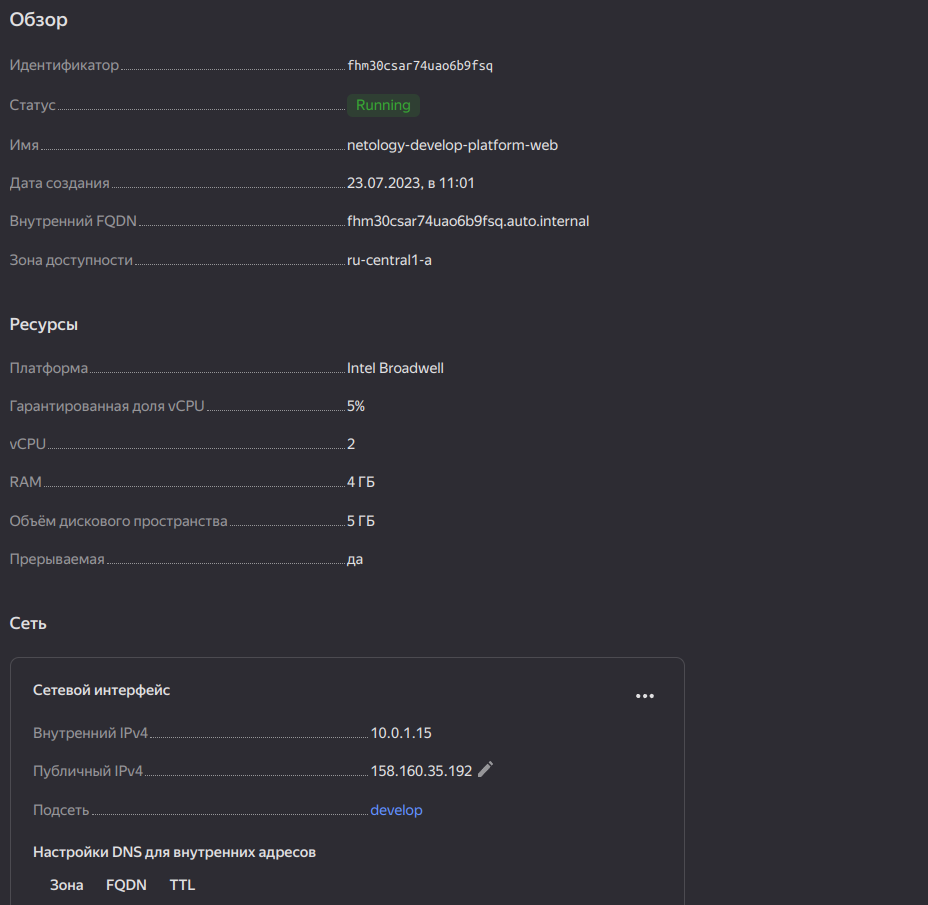 Обзор
Идентификатор fhm30csar74uao6b9fsq
Статус Running
Имя netology-develop-platform-web
Дата создания 23.07.2023, в 11:01
Внутренний FQDN fhm30csar74uao6b9fsq.auto.internal
Зона доступности ru-central1-a
Ресурсы
Платформа Intel Broadwell
Гарантированная доля vCPU 5%
vCPU 2
RAM 4 ГБ
Объём дискового пространства 5 ГБ
Прерываемая да
Сеть
Сетевой интерфейс
Внутренний IPv4 10.0.1.15
Публичный IPv4 158.160.35.192
Подсеть develop
Настройки DNS для внутренних адресов
Зона FQDN TTL